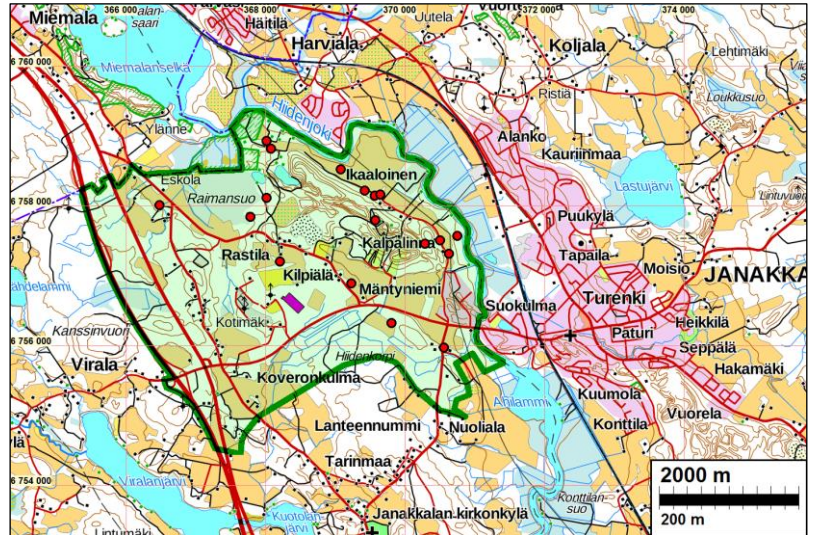 366 000
368 000
370 000
372 000
374 000
Miemala
Häitilä
Uutela
Harviala
Koljala
Lehtimäki
6 760 000
Miemalanselkä
Ristiä
Loukkusuo
Hiidenjoki
Ylänne
Alanko
Kauriinmaa
Ikaaloinen
Eskola
Raimansuo
Lastujärvi
6 758 000
Puukylä
Kalpalinna
Tapaila
Rastila
Kilpiälä
Moisio
JANAKKA
Mäntyniemi
Turenki
Suokulma
Kotimäki
Heikkilä
Kanssinvuori
Paturi
6 756 000
Hiidenkorpi
Seppälä
Virala
Hakamäki
Koveronkulma
Kuumola
Ahilammi
Vuorela
Lanteennummi
Nuoliala
Konttila
Tarinmaa
2000 m
6 754 000
Viralanjärvi
Konttilan-
suo
200 m
Kuotolan-
järvi
Janakkalan kirkonkylä
Lintumäki